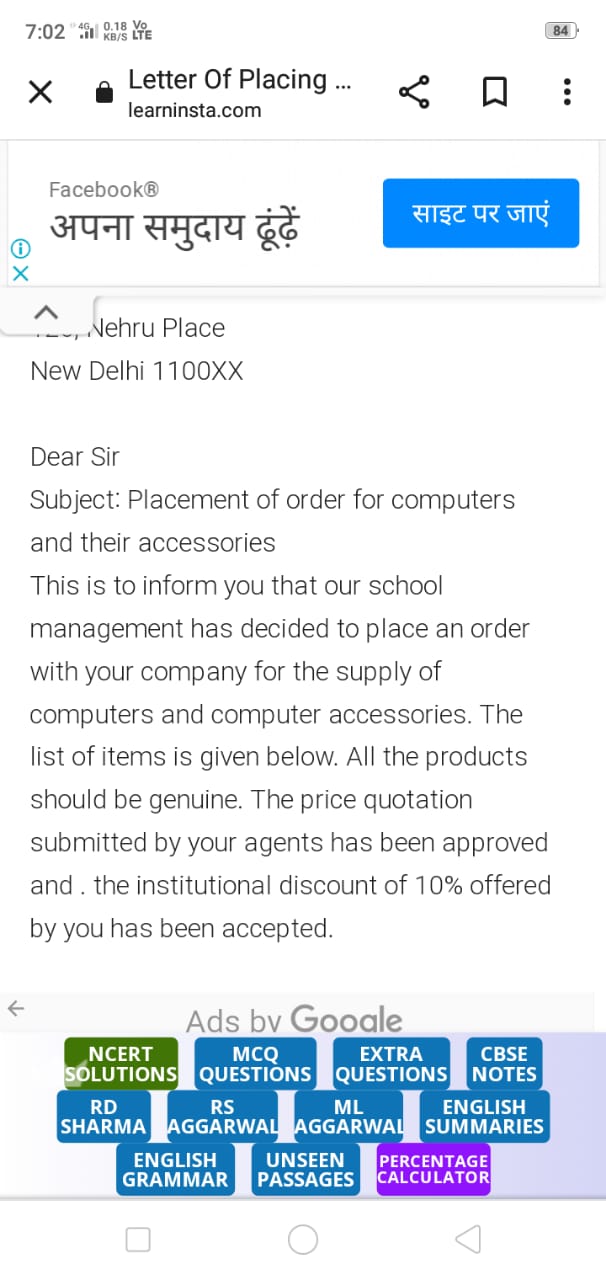 7:02 4G 0.18 KB/S Vo LTE 84
Letter Of Placing ...
learninsta.com
Facebook®
अपना समुदाय ढूंढ़ें
साइट पर जाएं
Nehru Place
New Delhi 1100XX
Dear Sir
Subject: Placement of order for computers
and their accessories
This is to inform you that our school
management has decided to place an order
with your company for the supply of
computers and computer accessories. The
list of items is given below. All the products
should be genuine. The price quotation
submitted by your agents has been approved
and . the institutional discount of 10% offered
by you has been accepted.
Ads by Google
NCERT SOLUTIONS
MCQ QUESTIONS
EXTRA QUESTIONS
CBSE NOTES
RD SHARMA
RS AGGARWAL
ML AGGARWAL
ENGLISH SUMMARIES
ENGLISH GRAMMAR
UNSEEN PASSAGES
PERCENTAGE CALCULATOR